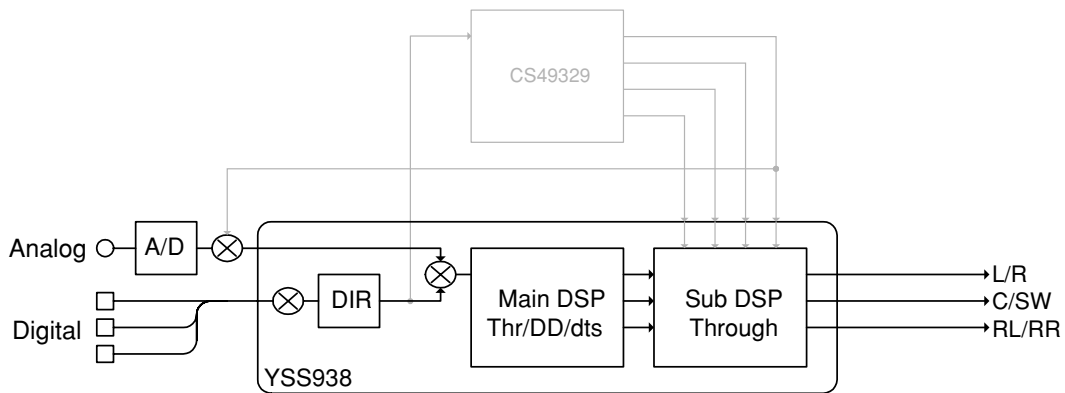 CS49329
Analog
A/D
L/R
DIR
Main DSP
Thr/DD/dts
Sub DSP
Through
C/SW
Digital
RL/RR
YSS938